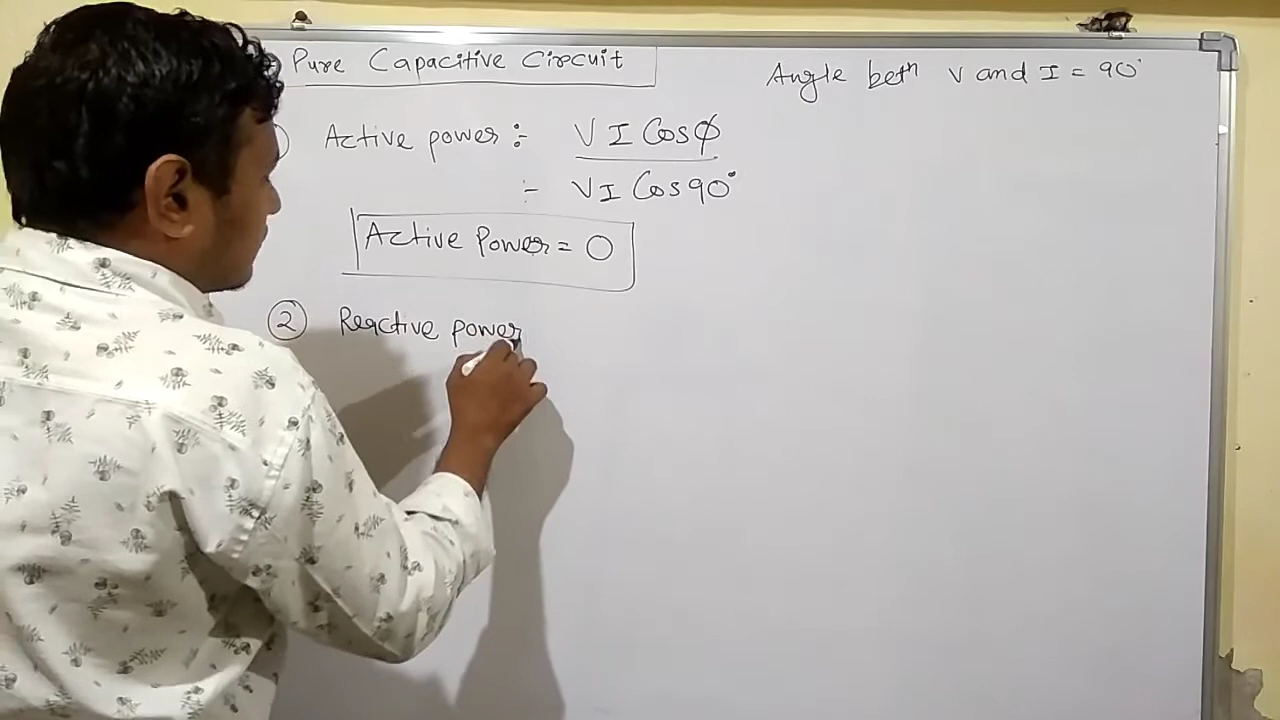 Pure Capacitive Circuit
Angle betn V and I = 90°
Active power :- VI Cosϕ
:- VI Cos90°
Active Power = 0
② Reactive power